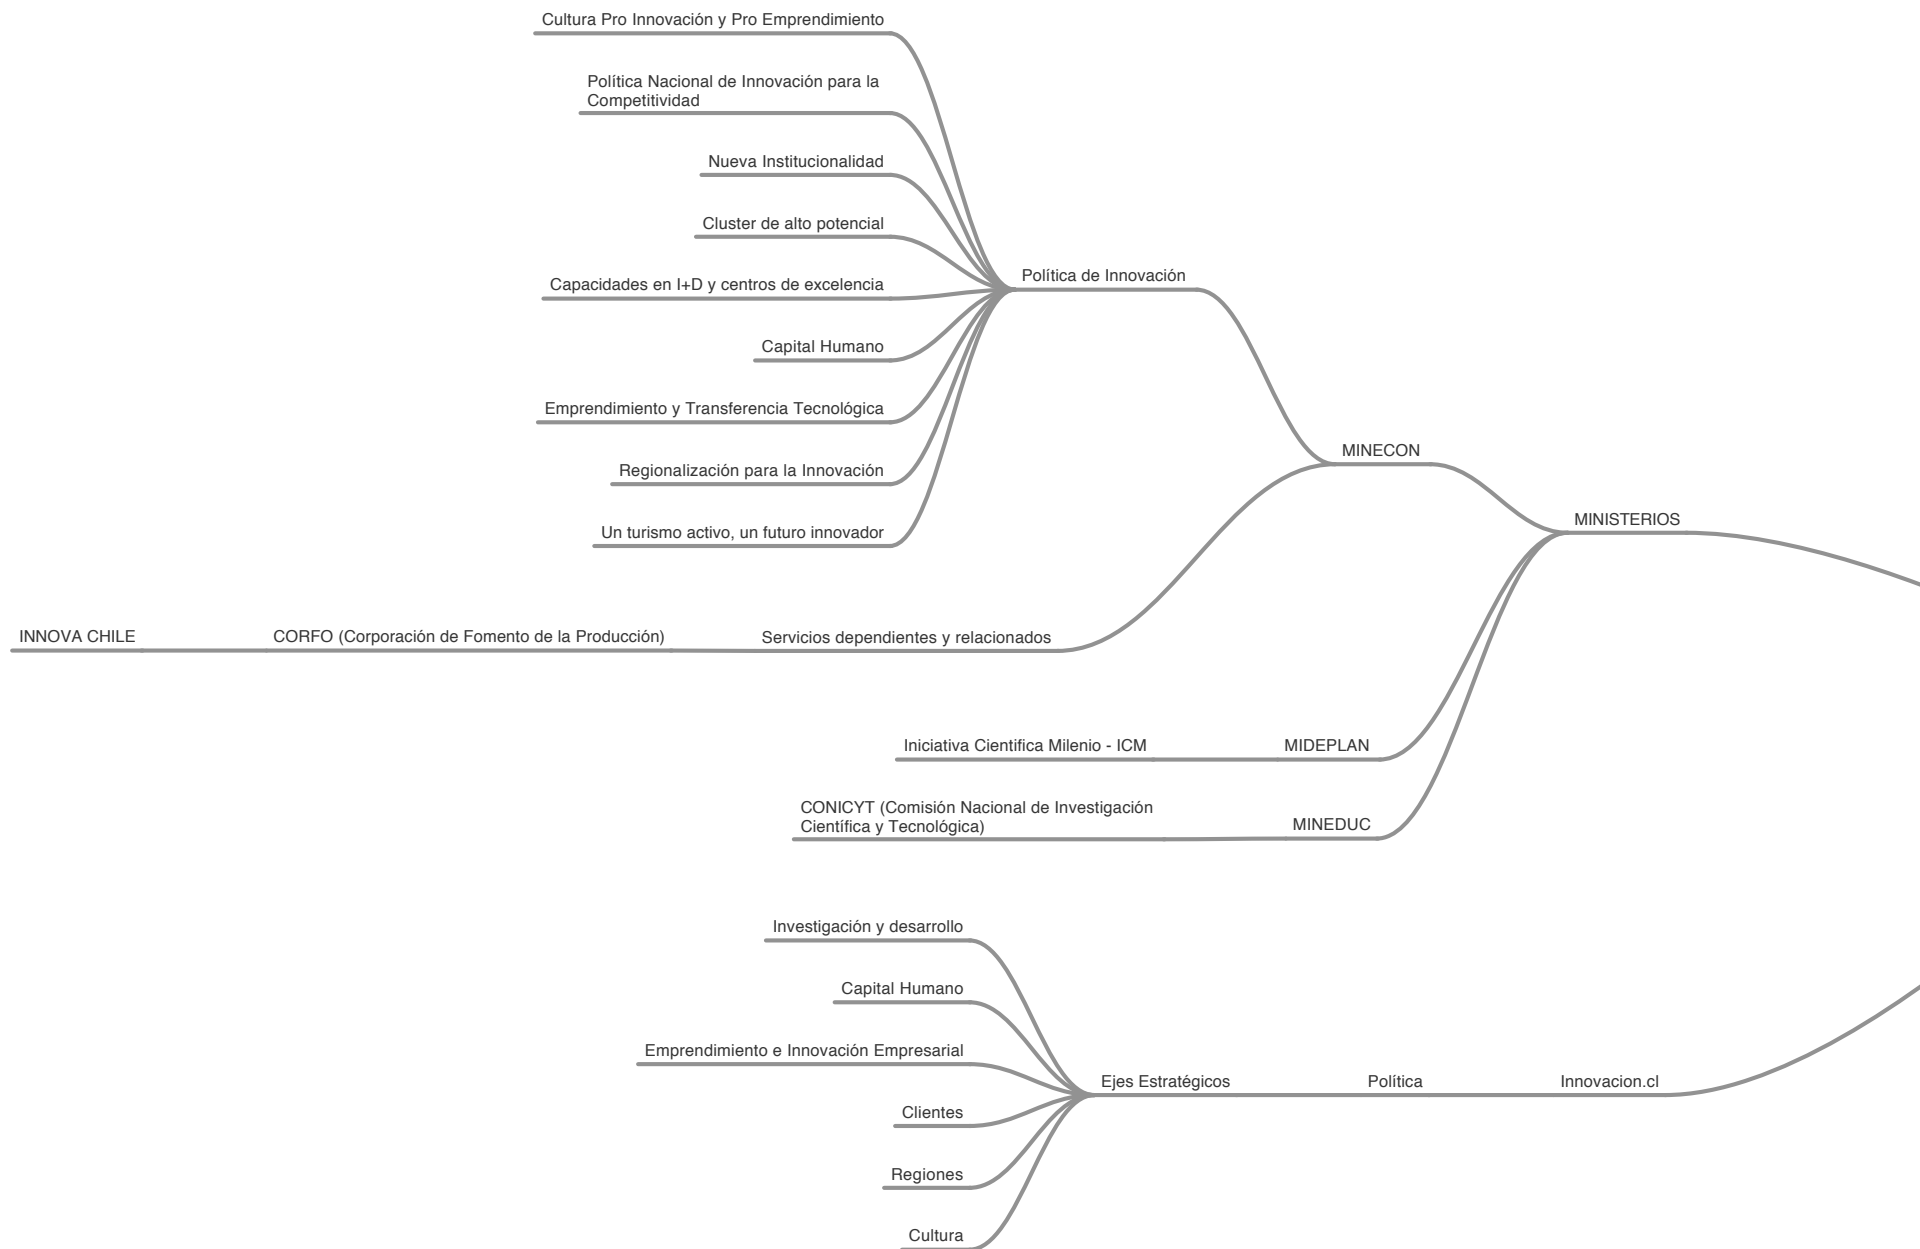 Cultura Pro Innovación y Pro Emprendimiento
Política Nacional de Innovación para la
Competitividad
Nueva Institucionalidad
Cluster de alto potencial
Capacidades en I+D y centros de excelencia
Capital Humano
Emprendimiento y Transferencia Tecnológica
Regionalización para la Innovación
Un turismo activo, un futuro innovador
Política de Innovación
MINECON
MINISTERIOS
INNOVA CHILE
CORFO (Corporación de Fomento de la Producción)
Servicios dependientes y relacionados
Iniciativa Cientifica Milenio - ICM
MIDEPLAN
CONICYT (Comisión Nacional de Investigación
Científica y Tecnológica)
MINEDUC
Investigación y desarrollo
Capital Humano
Emprendimiento e Innovación Empresarial
Clientes
Regiones
Cultura
Ejes Estratégicos
Política
Innovacion.cl